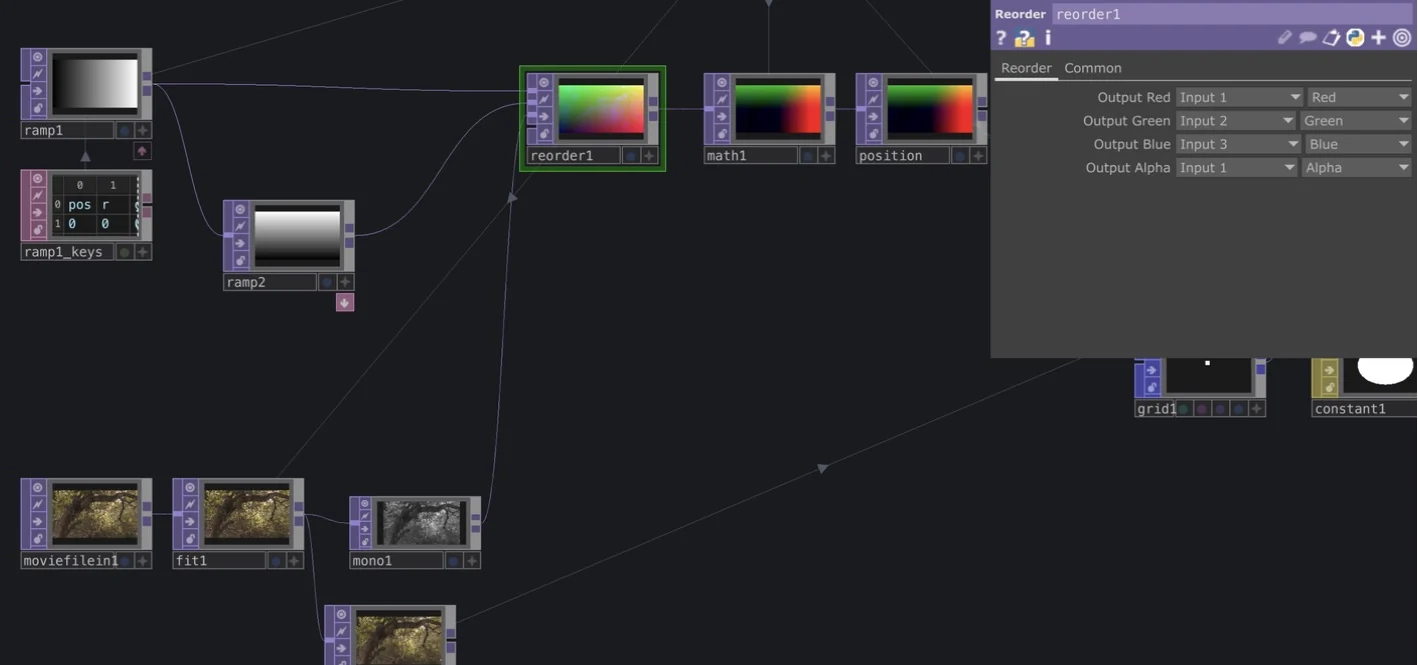 Reorder reorder1
? ? i
Reorder Common
Output Red Input 1 Red
Output Green Input 2 Green
Output Blue Input 3 Blue
Output Alpha Input 1 Alpha
ramp1
0 1
0 pos r
1 0 0
ramp1_keys
ramp2
reorder1
math1
position
grid1
constant1
moviefilein1
fit1
mono1